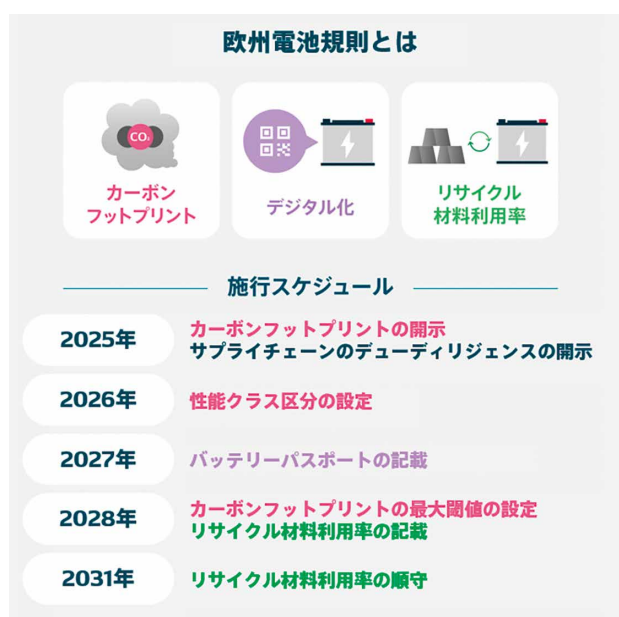 欧州電池規則とは
CO₂
カーボン
フットプリント
デジタル化
リサイクル
材料利用率
施行スケジュール
2025年
カーボンフットプリントの開示
サプライチェーンのデューディリジェンスの開示
2026年
性能クラス区分の設定
2027年
バッテリーパスポートの記載
2028年
カーボンフットプリントの最大閾値の設定
リサイクル材料利用率の記載
2031年
リサイクル材料利用率の順守